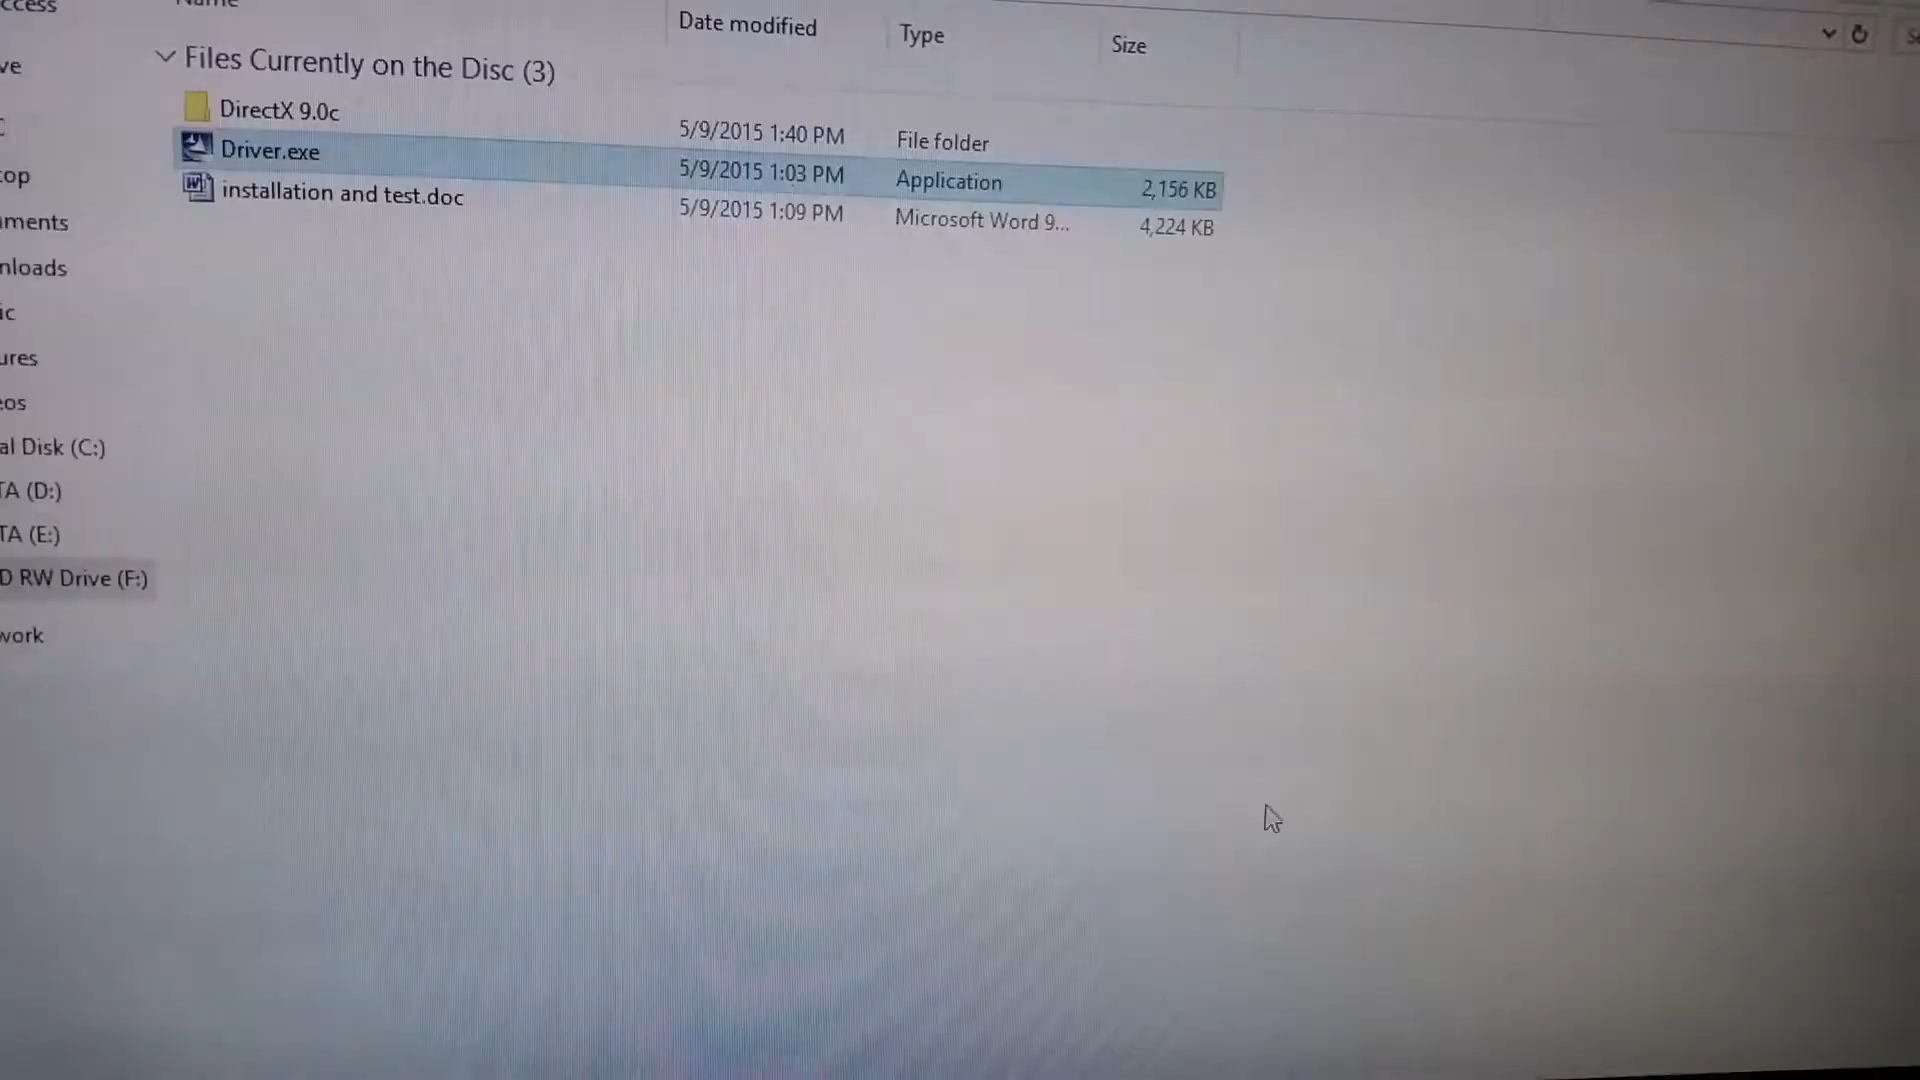 Name
Date modified
Type
Size
Files Currently on the Disc (3)
DirectX 9.0c
5/9/2015 1:40 PM
File folder
Driver.exe
5/9/2015 1:03 PM
Application
2,156 KB
installation and test.doc
5/9/2015 1:09 PM
Microsoft Word 9...
4,224 KB
ccess
ve
top
ments
nloads
ic
ures
eos
al Disk (C:)
TA (D:)
TA (E:)
D RW Drive (F:)
work